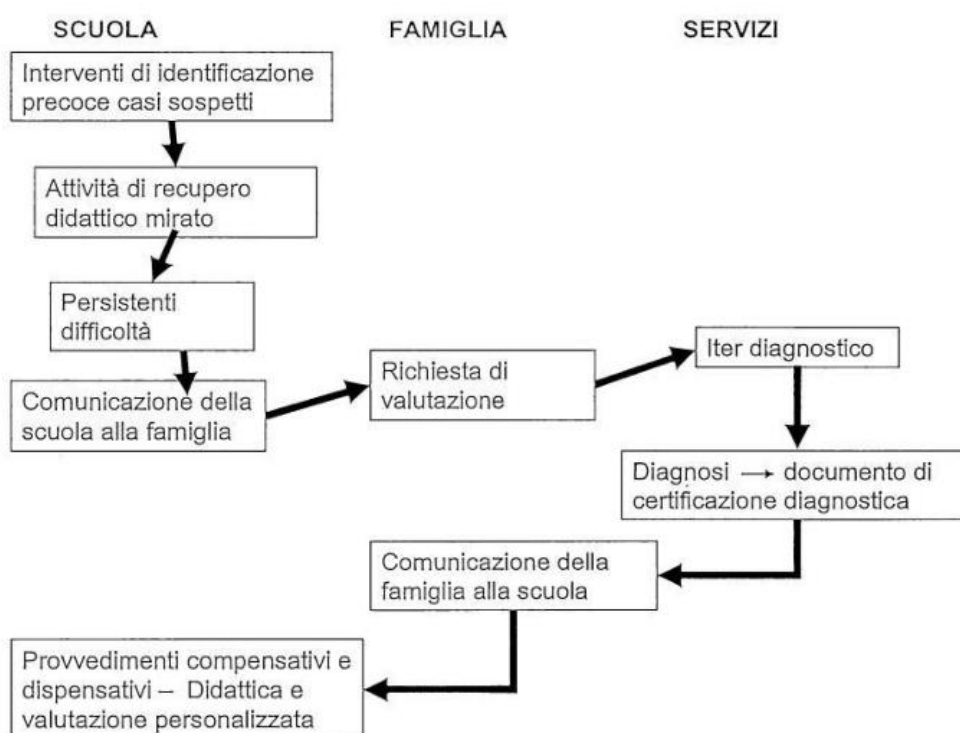 SCUOLA FAMIGLIA SERVIZI
Interventi di identificazione
precoce casi sospetti
Attività di recupero
didattico mirato
Persistenti
difficoltà
Comunicazione della
scuola alla famiglia
Richiesta di
valutazione
Iter diagnostico
Diagnosi → documento di
certificazione diagnostica
Comunicazione della
famiglia alla scuola
Provvedimenti compensativi e
dispensativi – Didattica e
valutazione personalizzata